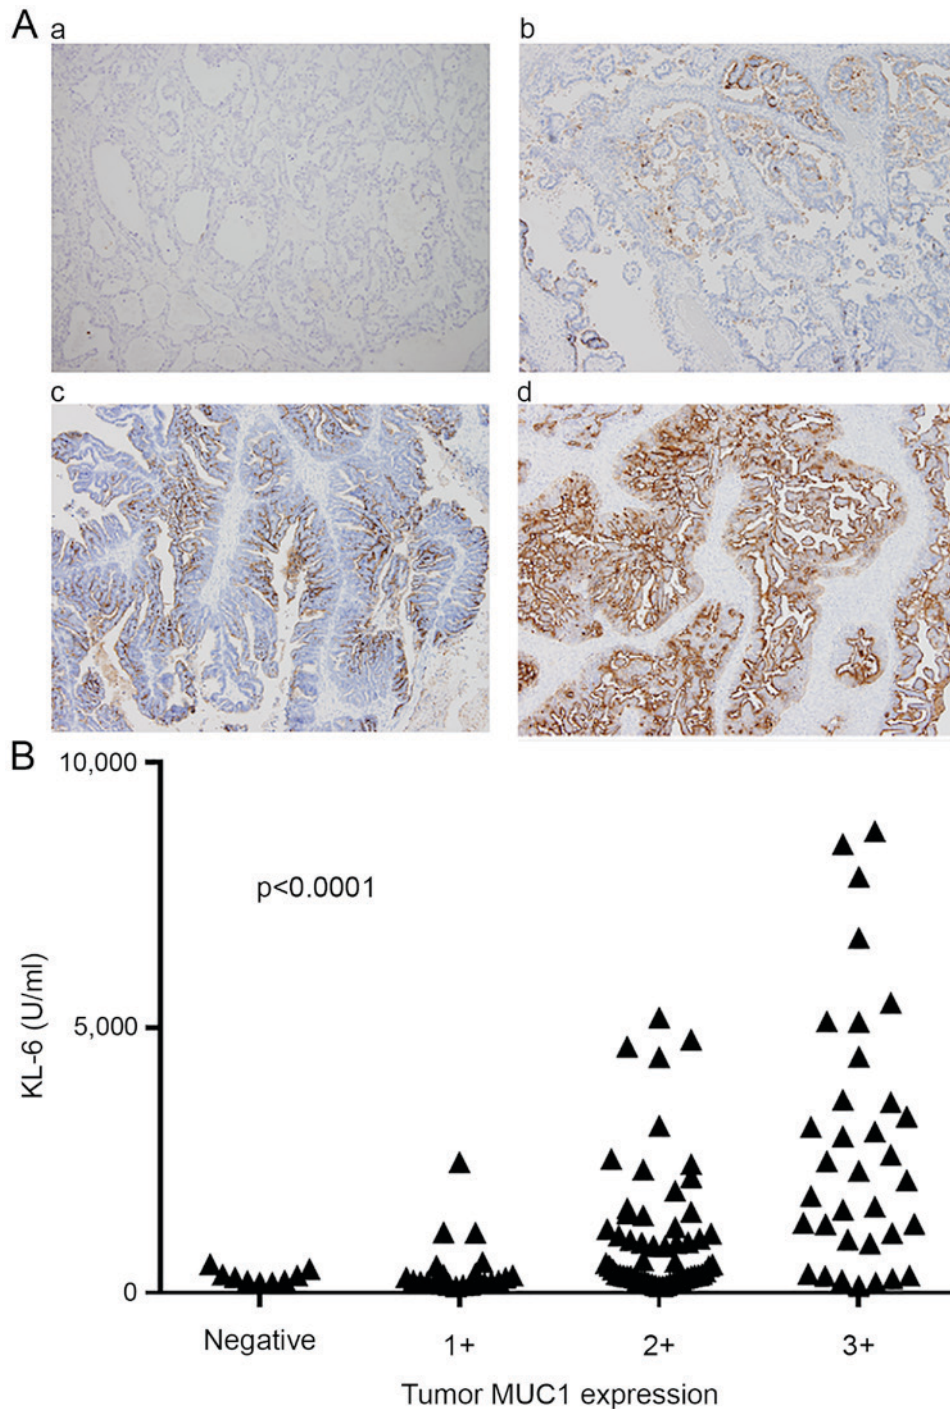 A
a
b
c
d
B
10,000
p<0.0001
KL-6 (U/ml)
5,000
0
Negative
1+
2+
3+
Tumor MUC1 expression